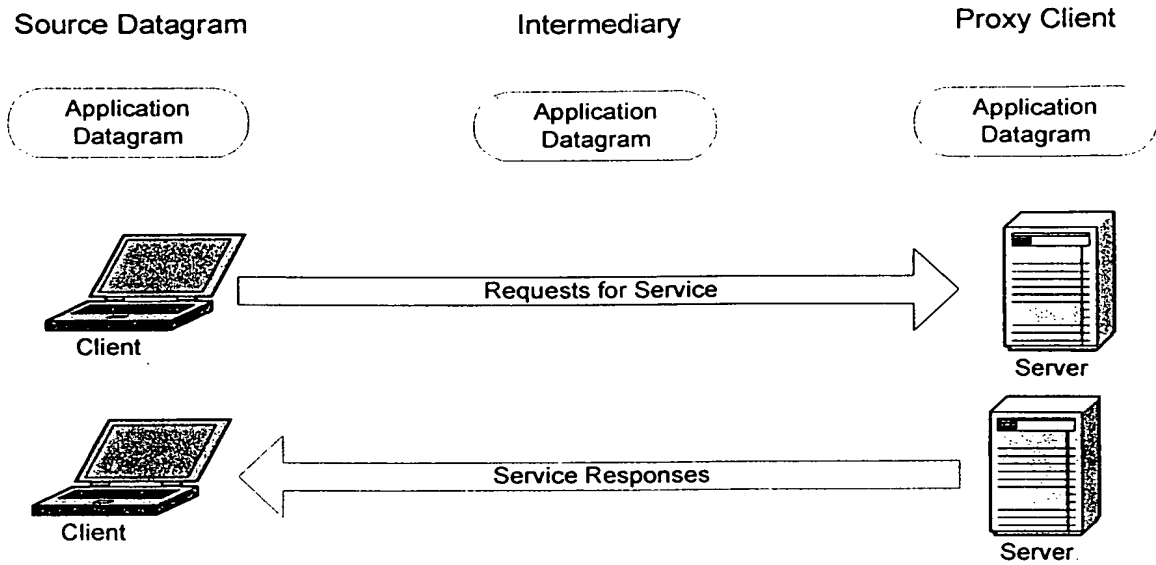 Source Datagram
Intermediary
Proxy Client
Application
Datagram
Application
Datagram
Application
Datagram
Requests for Service
Client
Server
Service Responses
Client
Server